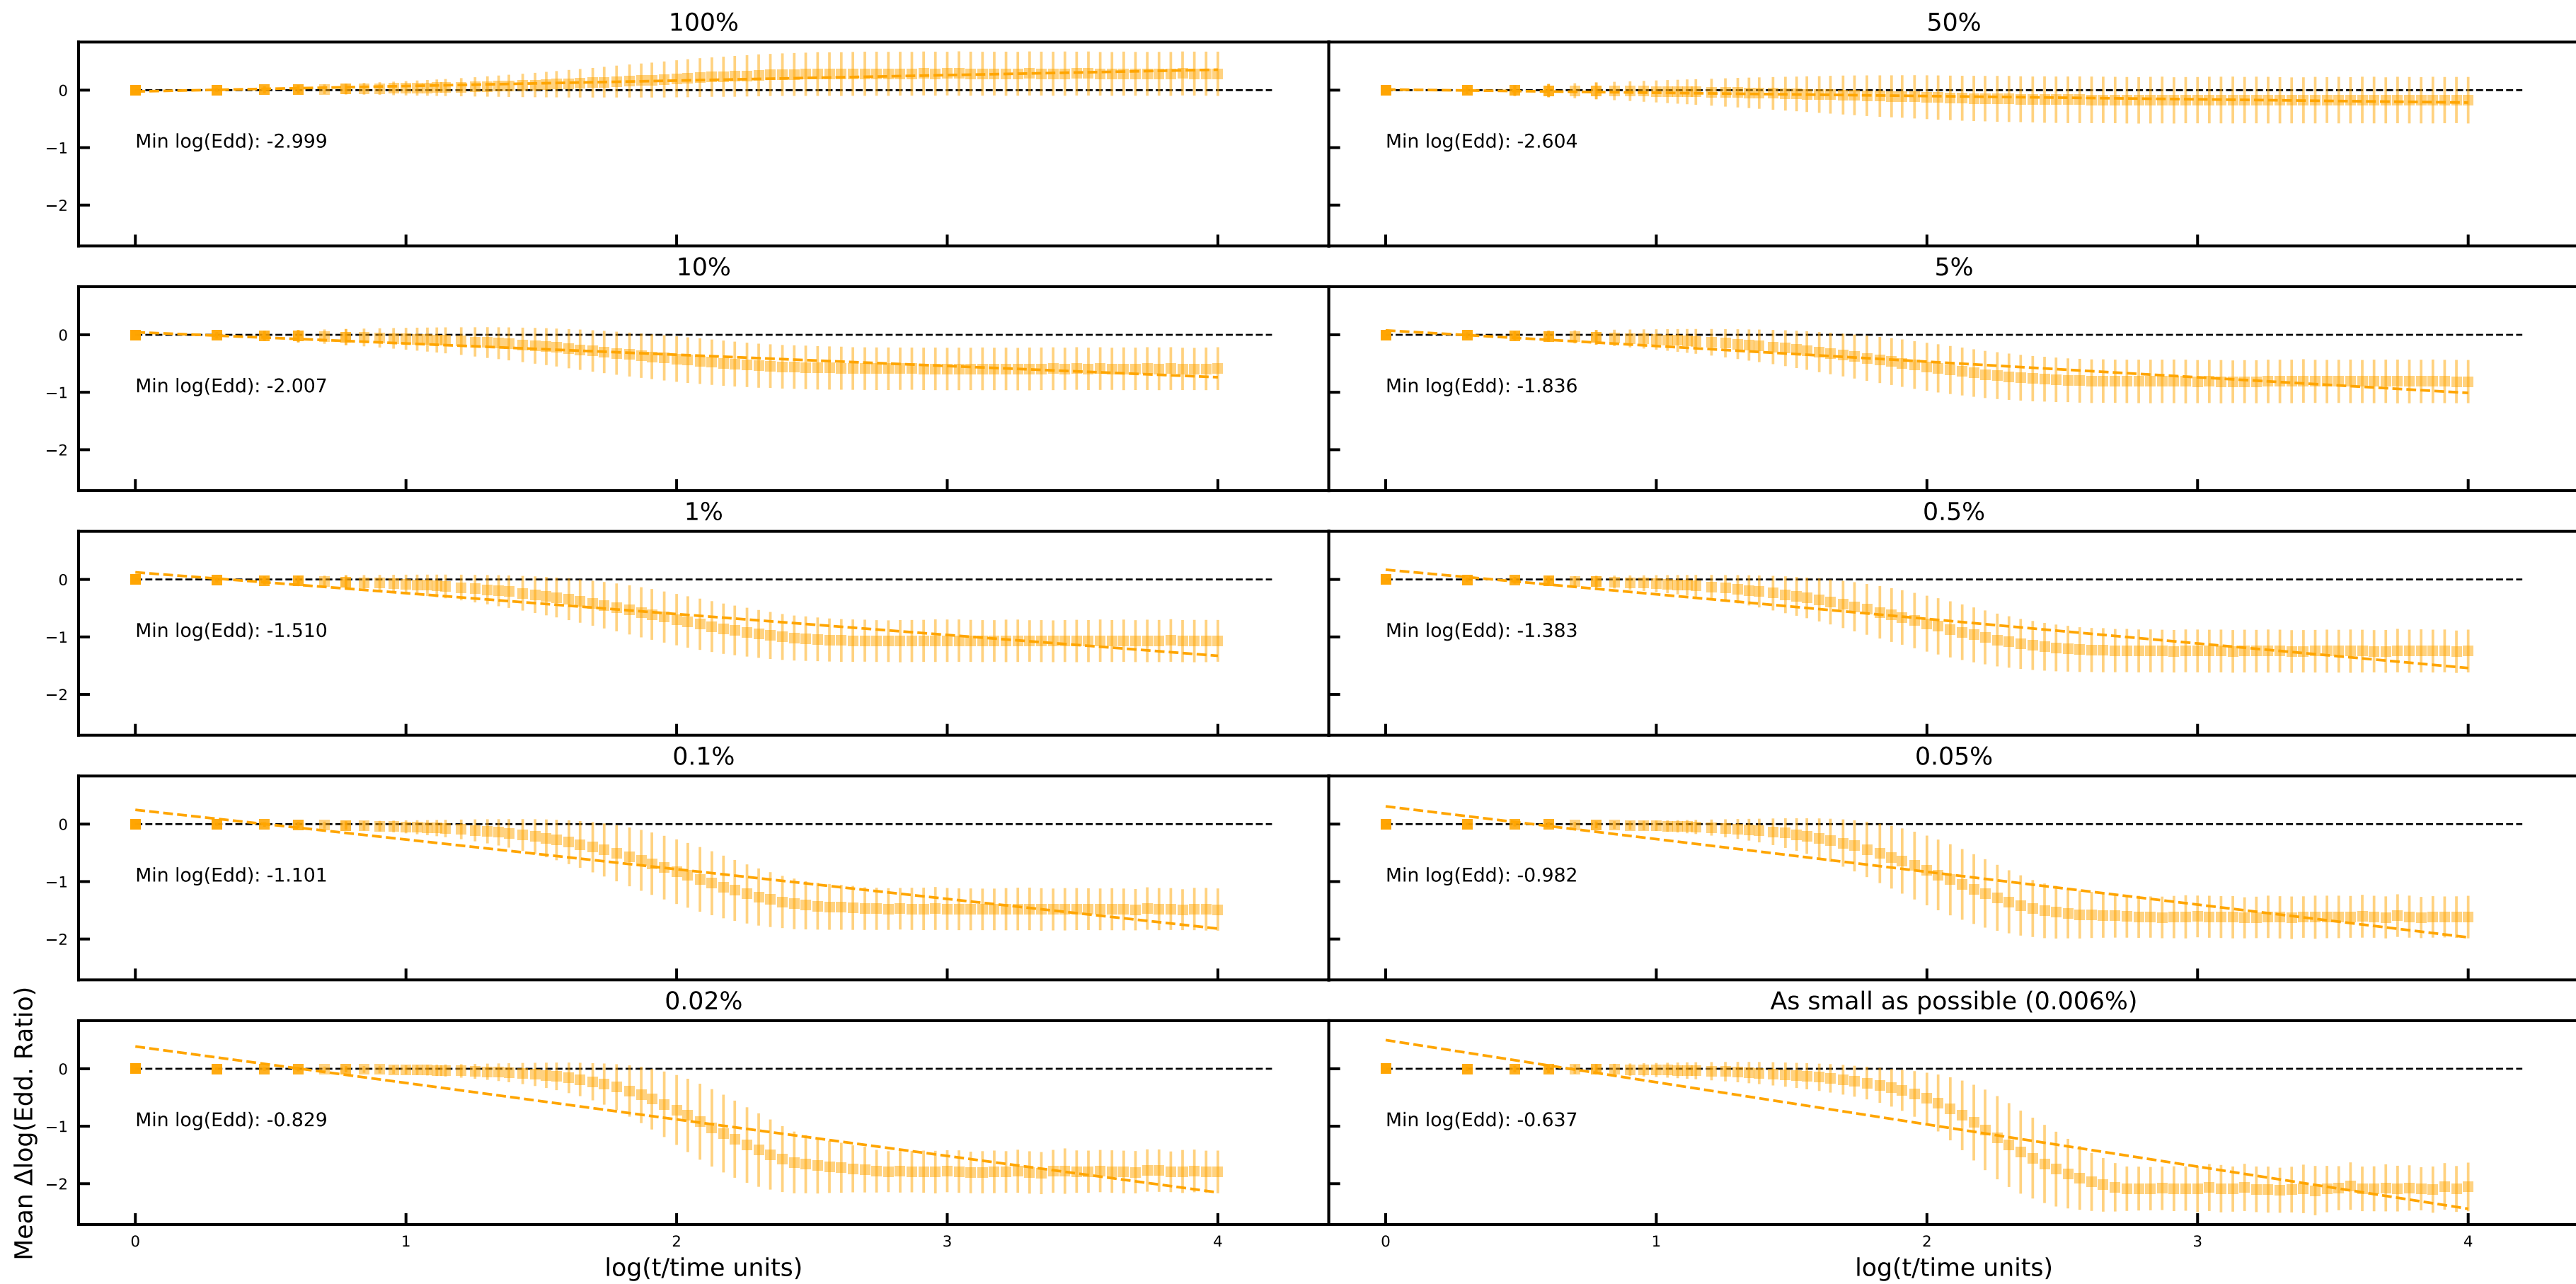 100%
50%
0
−1
−2
Min log(Edd): -2.999
Min log(Edd): -2.604
10%
5%
0
−1
−2
Min log(Edd): -2.007
Min log(Edd): -1.836
1%
0.5%
0
−1
−2
Min log(Edd): -1.510
Min log(Edd): -1.383
0.1%
0.05%
0
−1
−2
Min log(Edd): -1.101
Min log(Edd): -0.982
0.02%
As small as possible (0.006%)
0
−1
−2
Min log(Edd): -0.829
Min log(Edd): -0.637
Mean Δlog(Edd. Ratio)
0 1 2 3 4
0 1 2 3 4
log(t/time units)
log(t/time units)